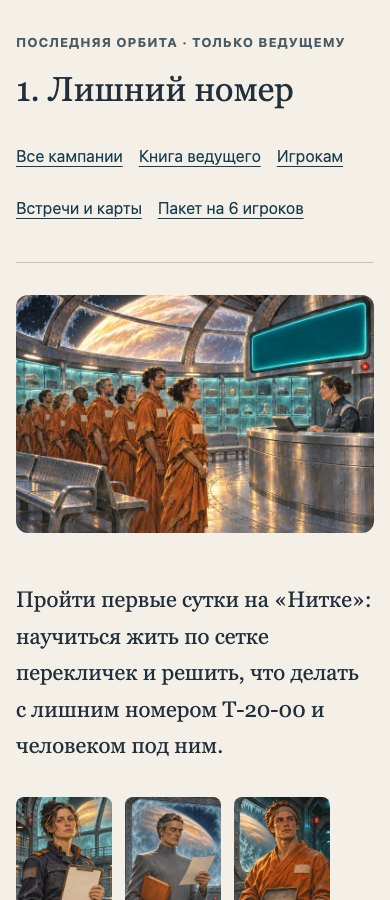 ПОСЛЕДНЯЯ ОРБИТА · ТОЛЬКО ВЕДУЩЕМУ
1. Лишний номер
Все кампании Книга ведущего Игрокам
Встречи и карты Пакет на 6 игроков
Пройти первые сутки на «Нитке»:
научиться жить по сетке
перекличек и решить, что делать
с лишним номером Т-20-00 и
человеком под ним.